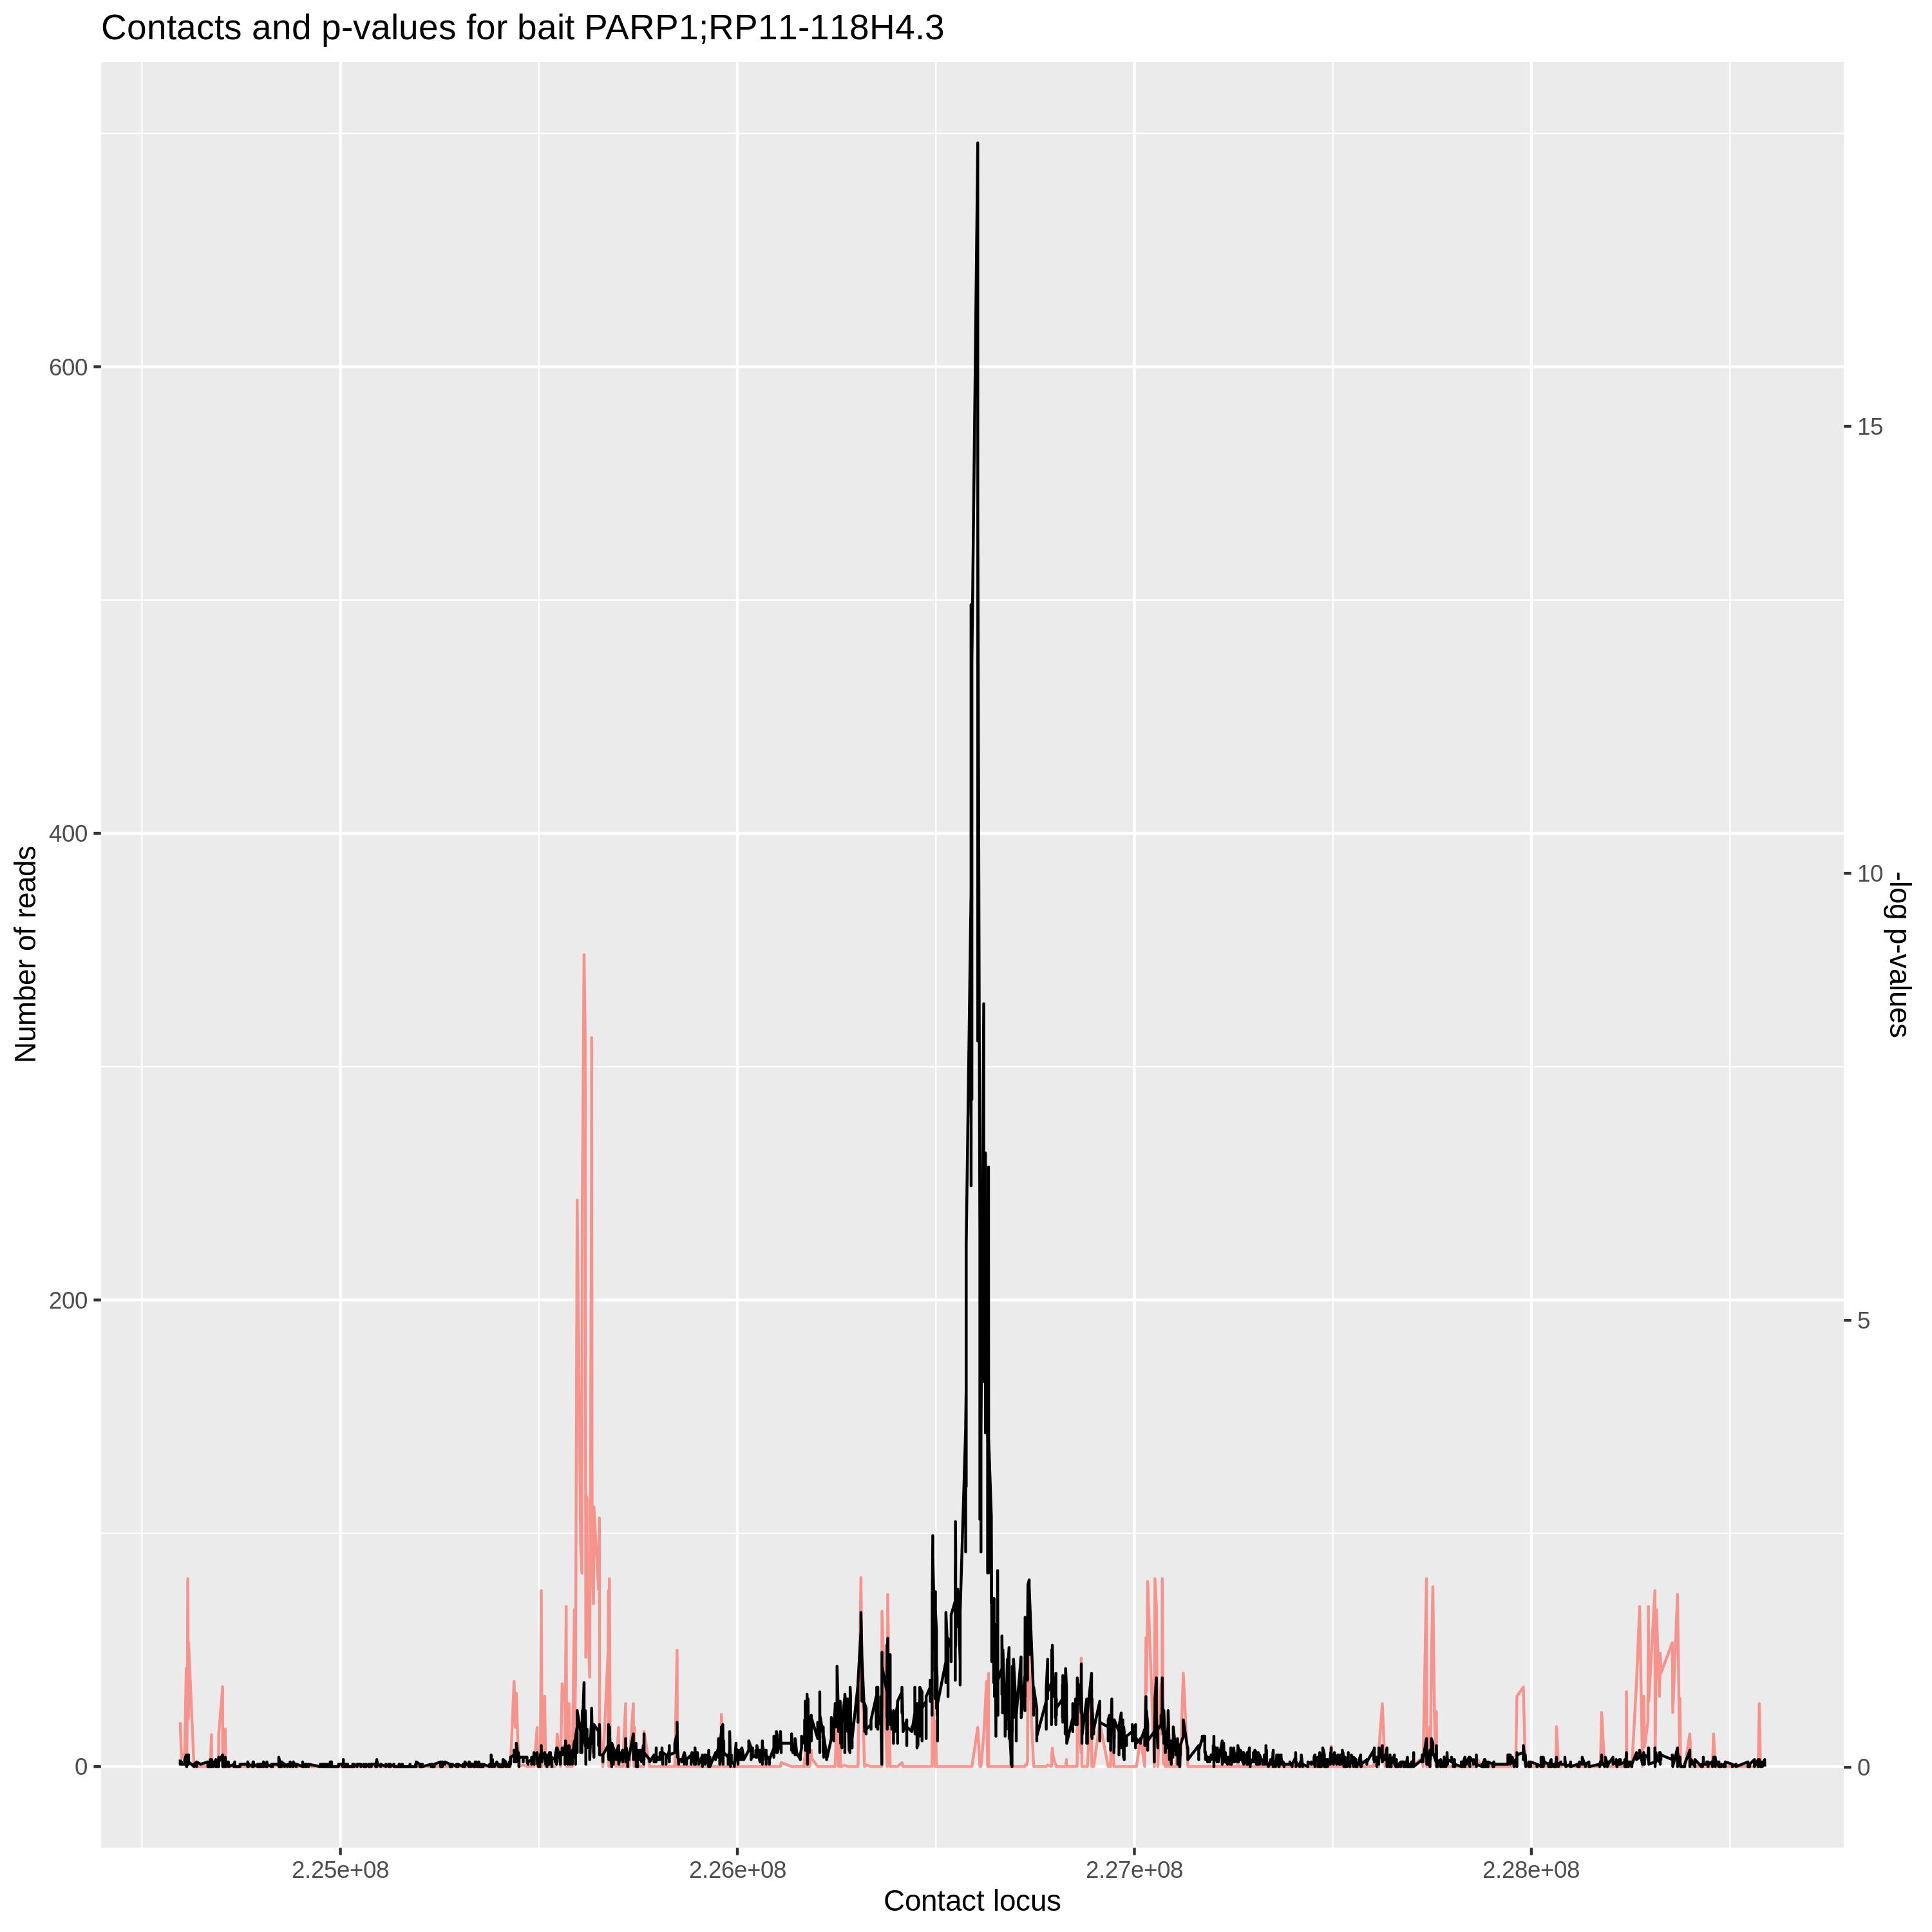 Contacts and p-values for bait PARP1;RP11-118H4.3
600
400
200
0
Number of reads
15
10
5
0
-log p-values
2.25e+08
2.26e+08
2.27e+08
2.28e+08
Contact locus